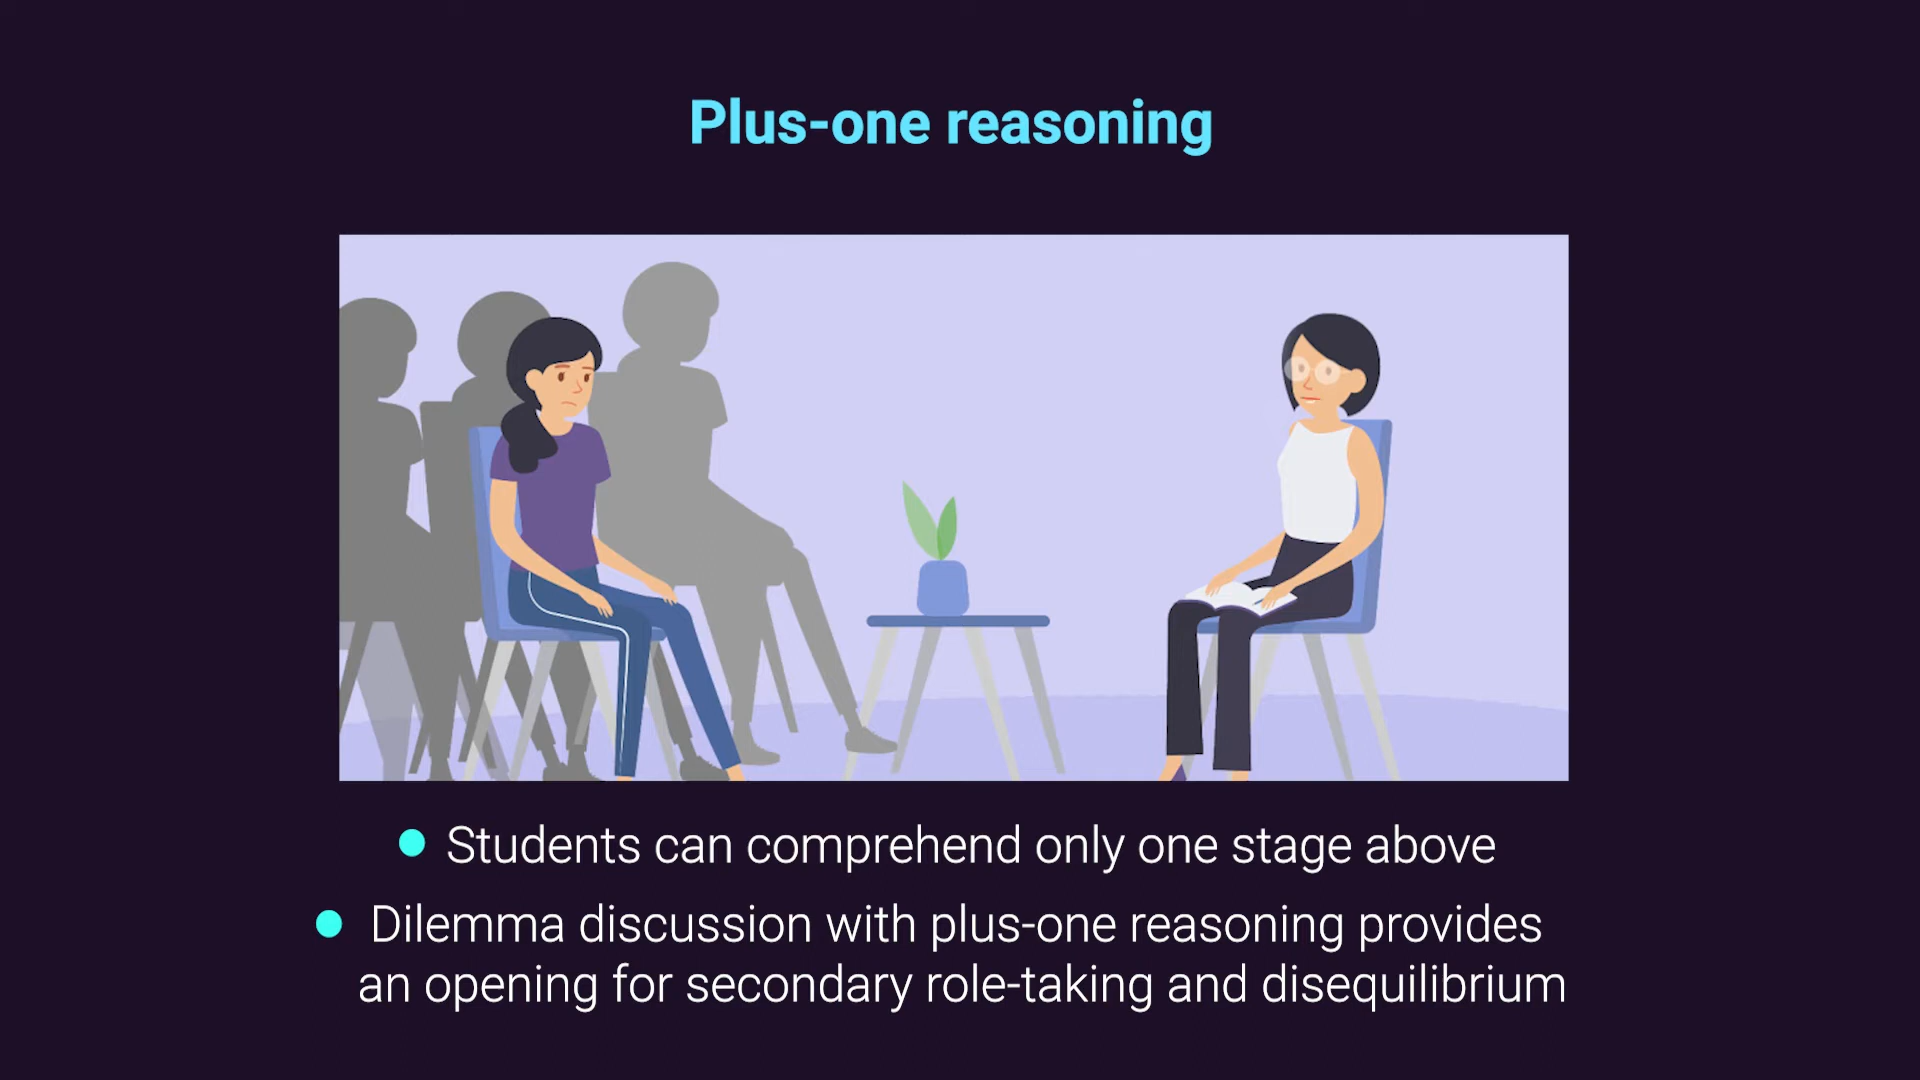 Plus-one reasoning
Students can comprehend only one stage above
Dilemma discussion with plus-one reasoning provides
an opening for secondary role-taking and disequilibrium